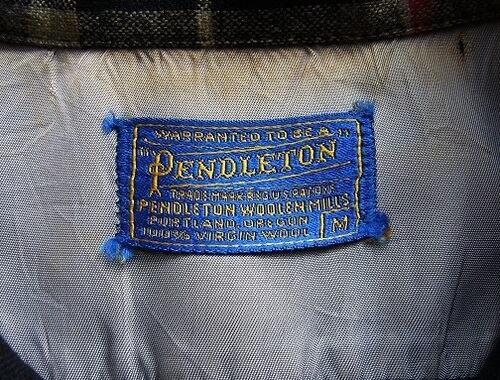 WARRANTED TO BE A
"PENDLETON"
TRADE MARK REG. U.S. PAT. OFF.
PENDLETON WOOLEN MILLS
PORTLAND, OREGON
100% VIRGIN WOOL
M